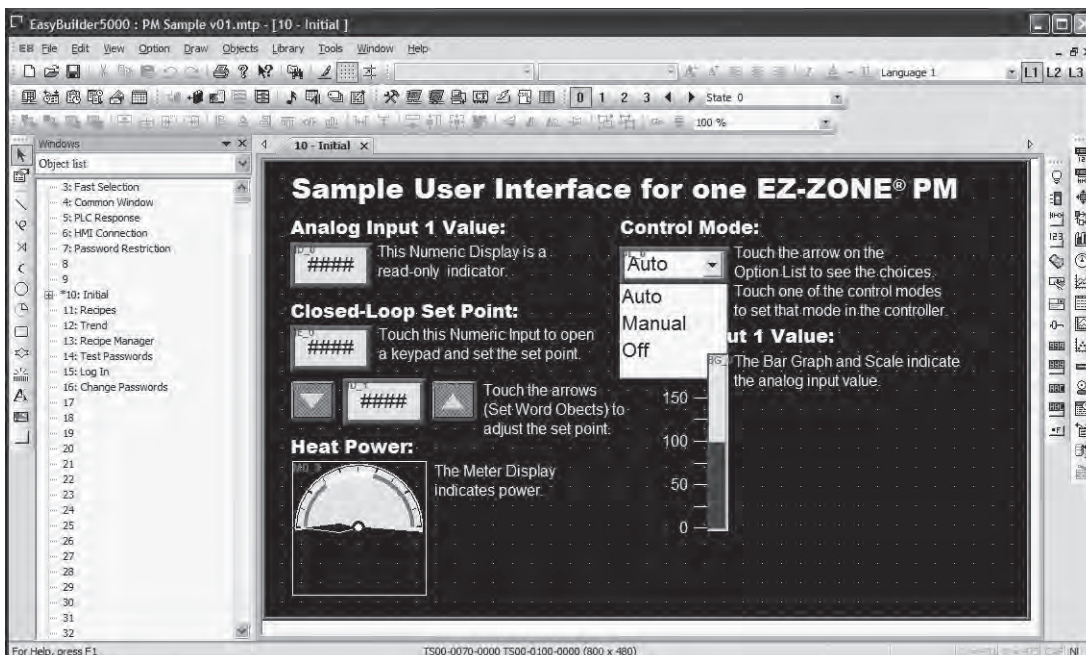 EasyBuilder5000 : PM Sample v01.mtp - [10 - Initial ]
EB File Edit View Option Draw Objects Library Tools Window Help
Language 1 L1 L2 L3
0 1 2 3 State 0
100 %
Windows
10 - Initial
Object list
3: Fast Selection
4: Common Window
5: PLC Response
6: HMI Connection
7: Password Restriction
8
9
*10: Initial
11: Recipes
12: Trend
13: Recipe Manager
14: Test Passwords
15: Log In
16: Change Passwords
17
18
19
20
21
22
23
24
25
26
27
28
29
30
31
32
Sample User Interface for one EZ-ZONE® PM
Analog Input 1 Value:
####
This Numeric Display is a
read-only indicator.
Closed-Loop Set Point:
####
Touch this Numeric Input to open
a keypad and set the set point.
####
Touch the arrows
(Set Word Obects) to
adjust the set point.
Heat Power:
The Meter Display
indicates power.
Control Mode:
Auto
Auto
Manual
Off
Touch the arrow on the
Option List to see the choices.
Touch one of the control modes
to set that mode in the controller.
ut 1 Value:
The Bar Graph and Scale indicate
the analog input value.
150
100
50
0
For Help, press F1
TS00-0070-0000 TS00-0100-0000 (800 x 480)